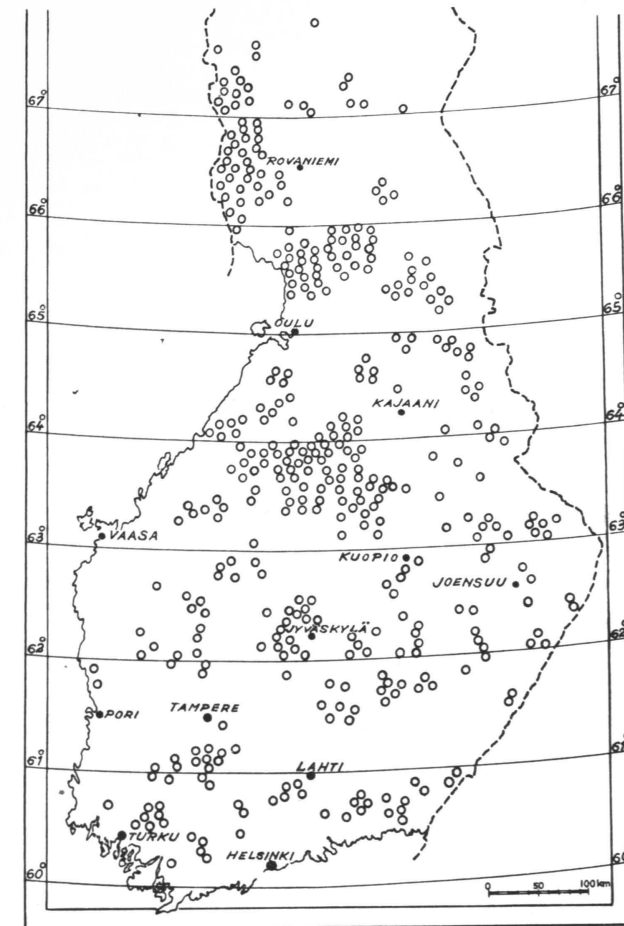 67°
67°
ROVANIEMI
66°
66°
65°
65°
OULU
KAJAANI
64°
64°
63°
63°
VAASA
KUOPIO
JOENSUU
JYVÄSKYLÄ
62°
62°
PORI
TAMPERE
61°
61°
LAHTI
TURKU
HELSINKI
60°
60°
0 50 100 km